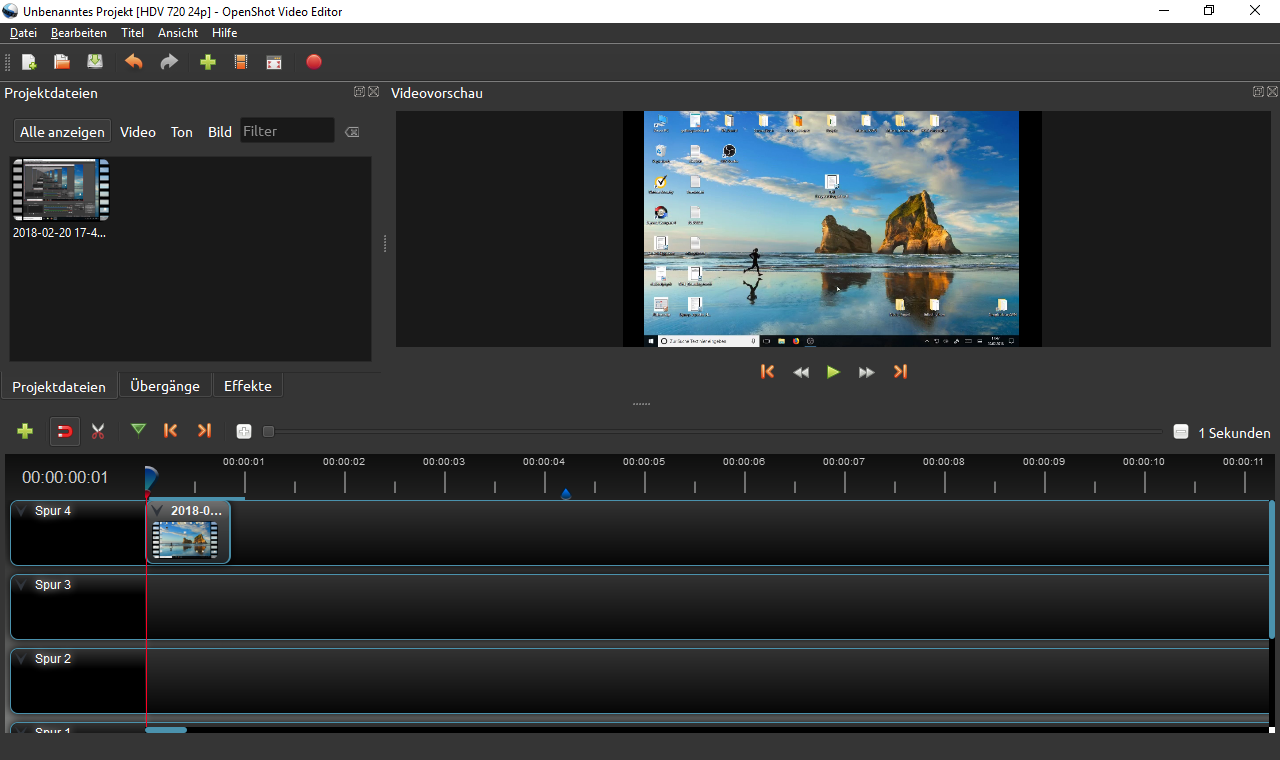 Unbenanntes Projekt [HDV 720 24p] - OpenShot Video Editor
Datei Bearbeiten Titel Ansicht Hilfe
Projektdateien
Videovorschau
Alle anzeigen Video Ton Bild Filter
2018-02-20 17-4...
Projektdateien Übergänge Effekte
1 Sekunden
00:00:00:01
00:00:01 00:00:02 00:00:03 00:00:04 00:00:05 00:00:06 00:00:07 00:00:08 00:00:09 00:00:10 00:00:11
Spur 4
2018-0...
Spur 3
Spur 2
Spur 1